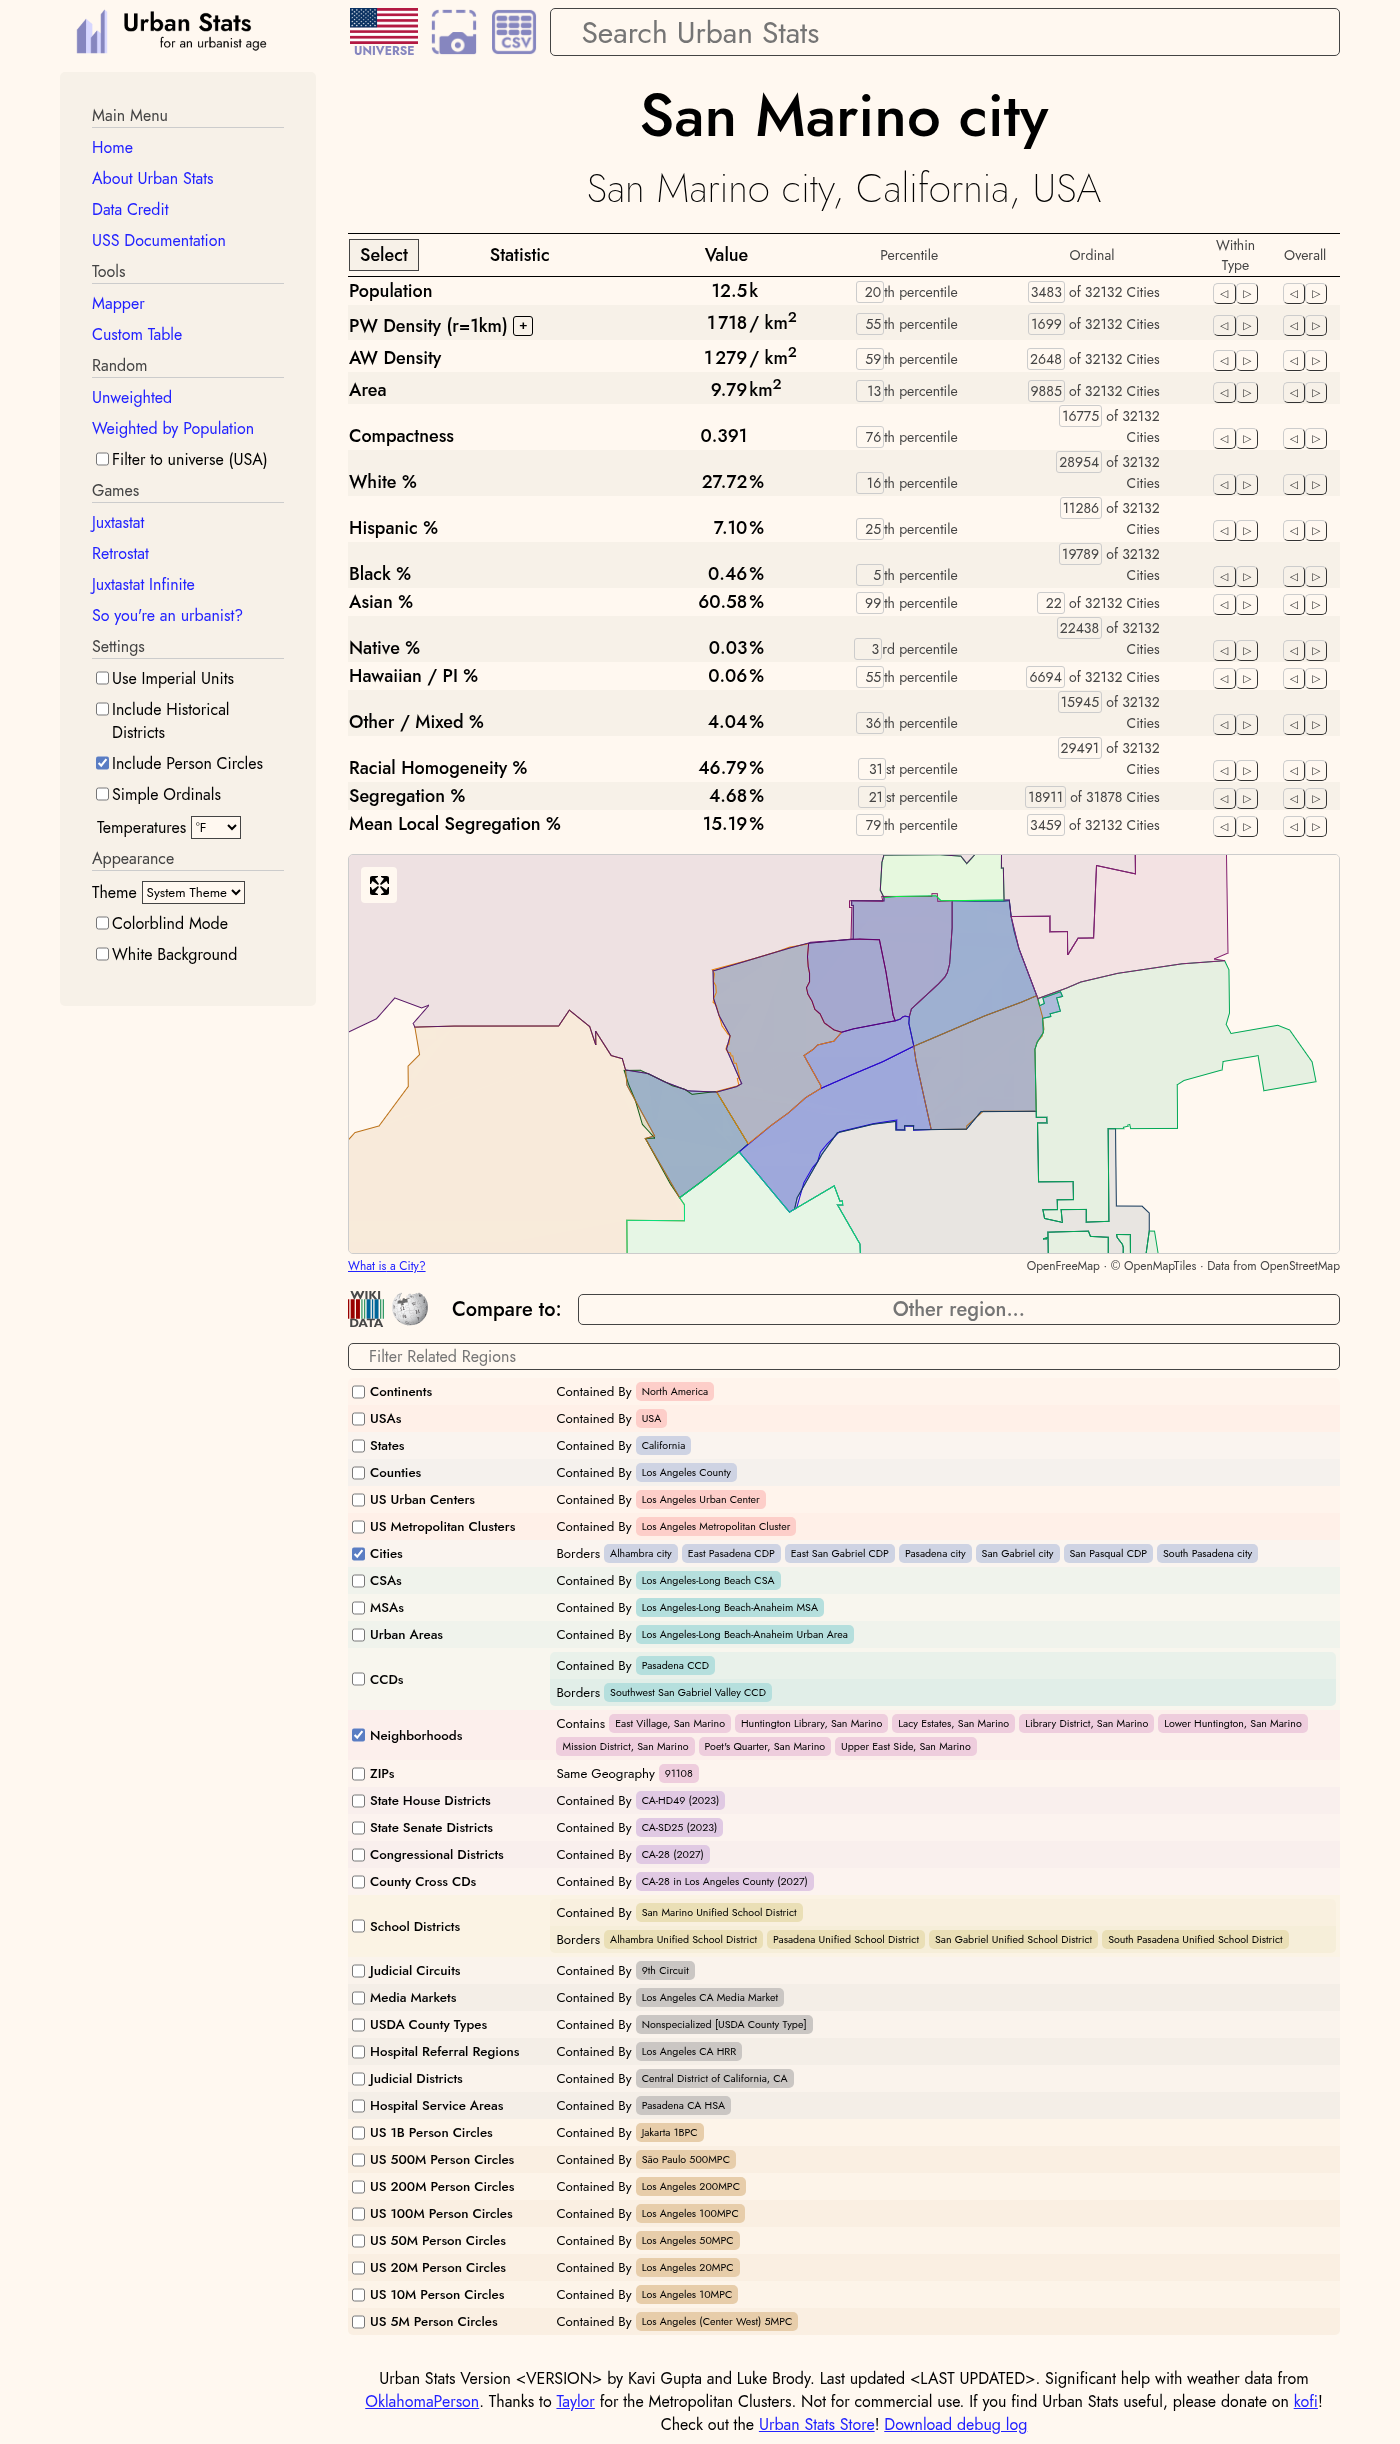 Urban Stats
for an urbanist age
UNIVERSE
CSV
Search Urban Stats
Main Menu
Home
About Urban Stats
Data Credit
USS Documentation
Tools
Mapper
Custom Table
Random
Unweighted
Weighted by Population
Filter to universe (USA)
Games
Juxtastat
Retrostat
Juxtastat Infinite
So you're an urbanist?
Settings
Use Imperial Units
Include Historical
Districts
Include Person Circles
Simple Ordinals
Temperatures °F
Appearance
Theme System Theme
Colorblind Mode
White Background
San Marino city
San Marino city, California, USA
Select Statistic Value Percentile Ordinal Within Type Overall
Population 12.5k 20th percentile 3483 of 32132 Cities
PW Density (r=1km) + 1 718 / km2 55th percentile 1699 of 32132 Cities
AW Density 1 279 / km2 59th percentile 2648 of 32132 Cities
Area 9.79 km2 13th percentile 9885 of 32132 Cities
Compactness 0.391 76th percentile 16775 of 32132 Cities
White % 27.72% 16th percentile 28954 of 32132 Cities
Hispanic % 7.10% 25th percentile 11286 of 32132 Cities
Black % 0.46% 5th percentile 19789 of 32132 Cities
Asian % 60.58% 99th percentile 22 of 32132 Cities
Native % 0.03% 3rd percentile 22438 of 32132 Cities
Hawaiian / PI % 0.06% 55th percentile 6694 of 32132 Cities
Other / Mixed % 4.04% 36th percentile 15945 of 32132 Cities
Racial Homogeneity % 46.79% 31st percentile 29491 of 32132 Cities
Segregation % 4.68% 21st percentile 18911 of 31878 Cities
Mean Local Segregation % 15.19% 79th percentile 3459 of 32132 Cities
What is a City? OpenFreeMap · © OpenMapTiles · Data from OpenStreetMap
WIKI
DATA
Compare to: Other region...
Filter Related Regions
Continents Contained By North America
USAs Contained By USA
States Contained By California
Counties Contained By Los Angeles County
US Urban Centers Contained By Los Angeles Urban Center
US Metropolitan Clusters Contained By Los Angeles Metropolitan Cluster
Cities Borders Alhambra city East Pasadena CDP East San Gabriel CDP Pasadena city San Gabriel city San Pasqual CDP South Pasadena city
CSAs Contained By Los Angeles-Long Beach CSA
MSAs Contained By Los Angeles-Long Beach-Anaheim MSA
Urban Areas Contained By Los Angeles-Long Beach-Anaheim Urban Area
CCDs Contained By Pasadena CCD
Borders Southwest San Gabriel Valley CCD
Neighborhoods Contains East Village, San Marino Huntington Library, San Marino Lacy Estates, San Marino Library District, San Marino Lower Huntington, San Marino
Mission District, San Marino Poet's Quarter, San Marino Upper East Side, San Marino
ZIPs Same Geography 91108
State House Districts Contained By CA-HD49 (2023)
State Senate Districts Contained By CA-SD25 (2023)
Congressional Districts Contained By CA-28 (2027)
County Cross CDs Contained By CA-28 in Los Angeles County (2027)
School Districts Contained By San Marino Unified School District
Borders Alhambra Unified School District Pasadena Unified School District San Gabriel Unified School District South Pasadena Unified School District
Judicial Circuits Contained By 9th Circuit
Media Markets Contained By Los Angeles CA Media Market
USDA County Types Contained By Nonspecialized [USDA County Type]
Hospital Referral Regions Contained By Los Angeles CA HRR
Judicial Districts Contained By Central District of California, CA
Hospital Service Areas Contained By Pasadena CA HSA
US 1B Person Circles Contained By Jakarta 1BPC
US 500M Person Circles Contained By São Paulo 500MPC
US 200M Person Circles Contained By Los Angeles 200MPC
US 100M Person Circles Contained By Los Angeles 100MPC
US 50M Person Circles Contained By Los Angeles 50MPC
US 20M Person Circles Contained By Los Angeles 20MPC
US 10M Person Circles Contained By Los Angeles 10MPC
US 5M Person Circles Contained By Los Angeles (Center West) 5MPC
Urban Stats Version <VERSION> by Kavi Gupta and Luke Brody. Last updated <LAST UPDATED>. Significant help with weather data from
OklahomaPerson. Thanks to Taylor for the Metropolitan Clusters. Not for commercial use. If you find Urban Stats useful, please donate on kofi!
Check out the Urban Stats Store! Download debug log